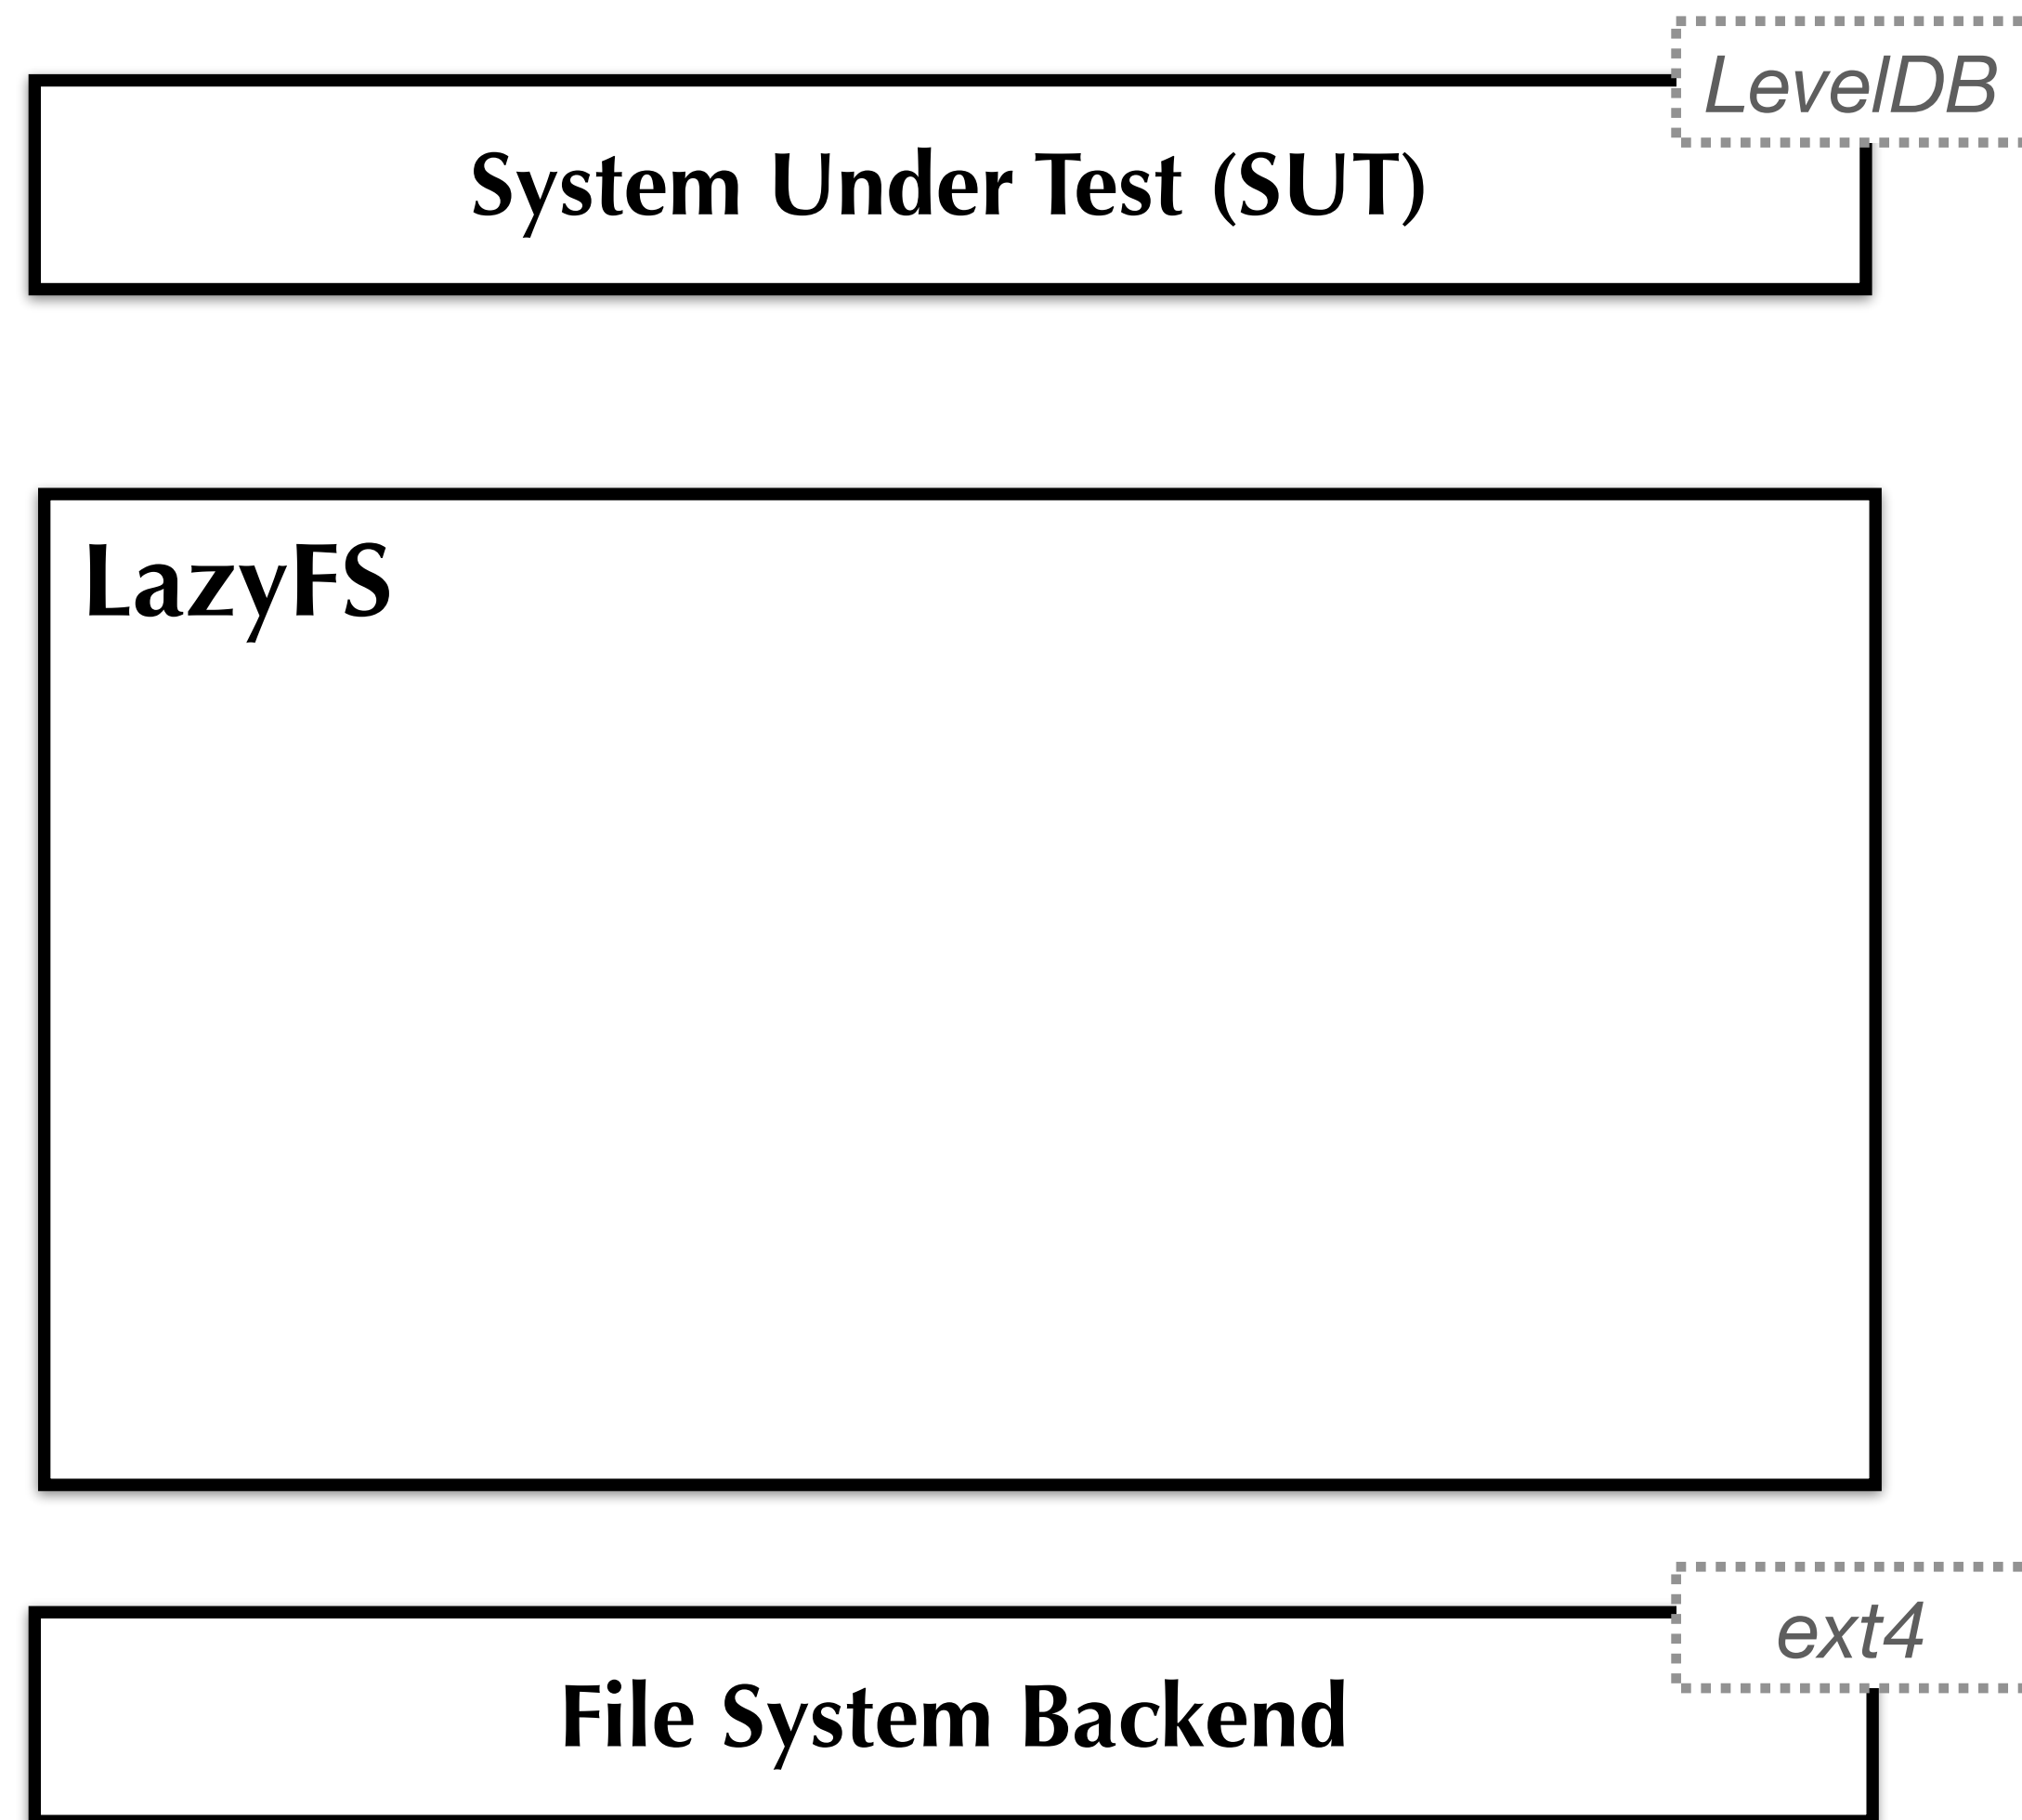 LevelDB
System Under Test (SUT)
LazyFS
ext4
File System Backend